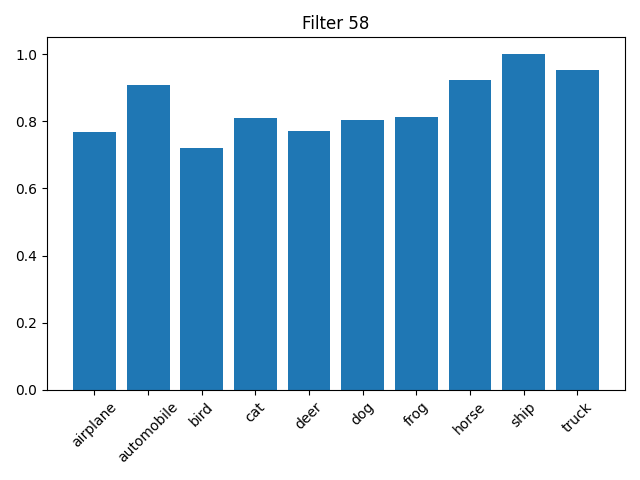 Filter 58
1.0
0.8
0.6
0.4
0.2
0.0
airplane
automobile
bird
cat
deer
dog
frog
horse
ship
truck